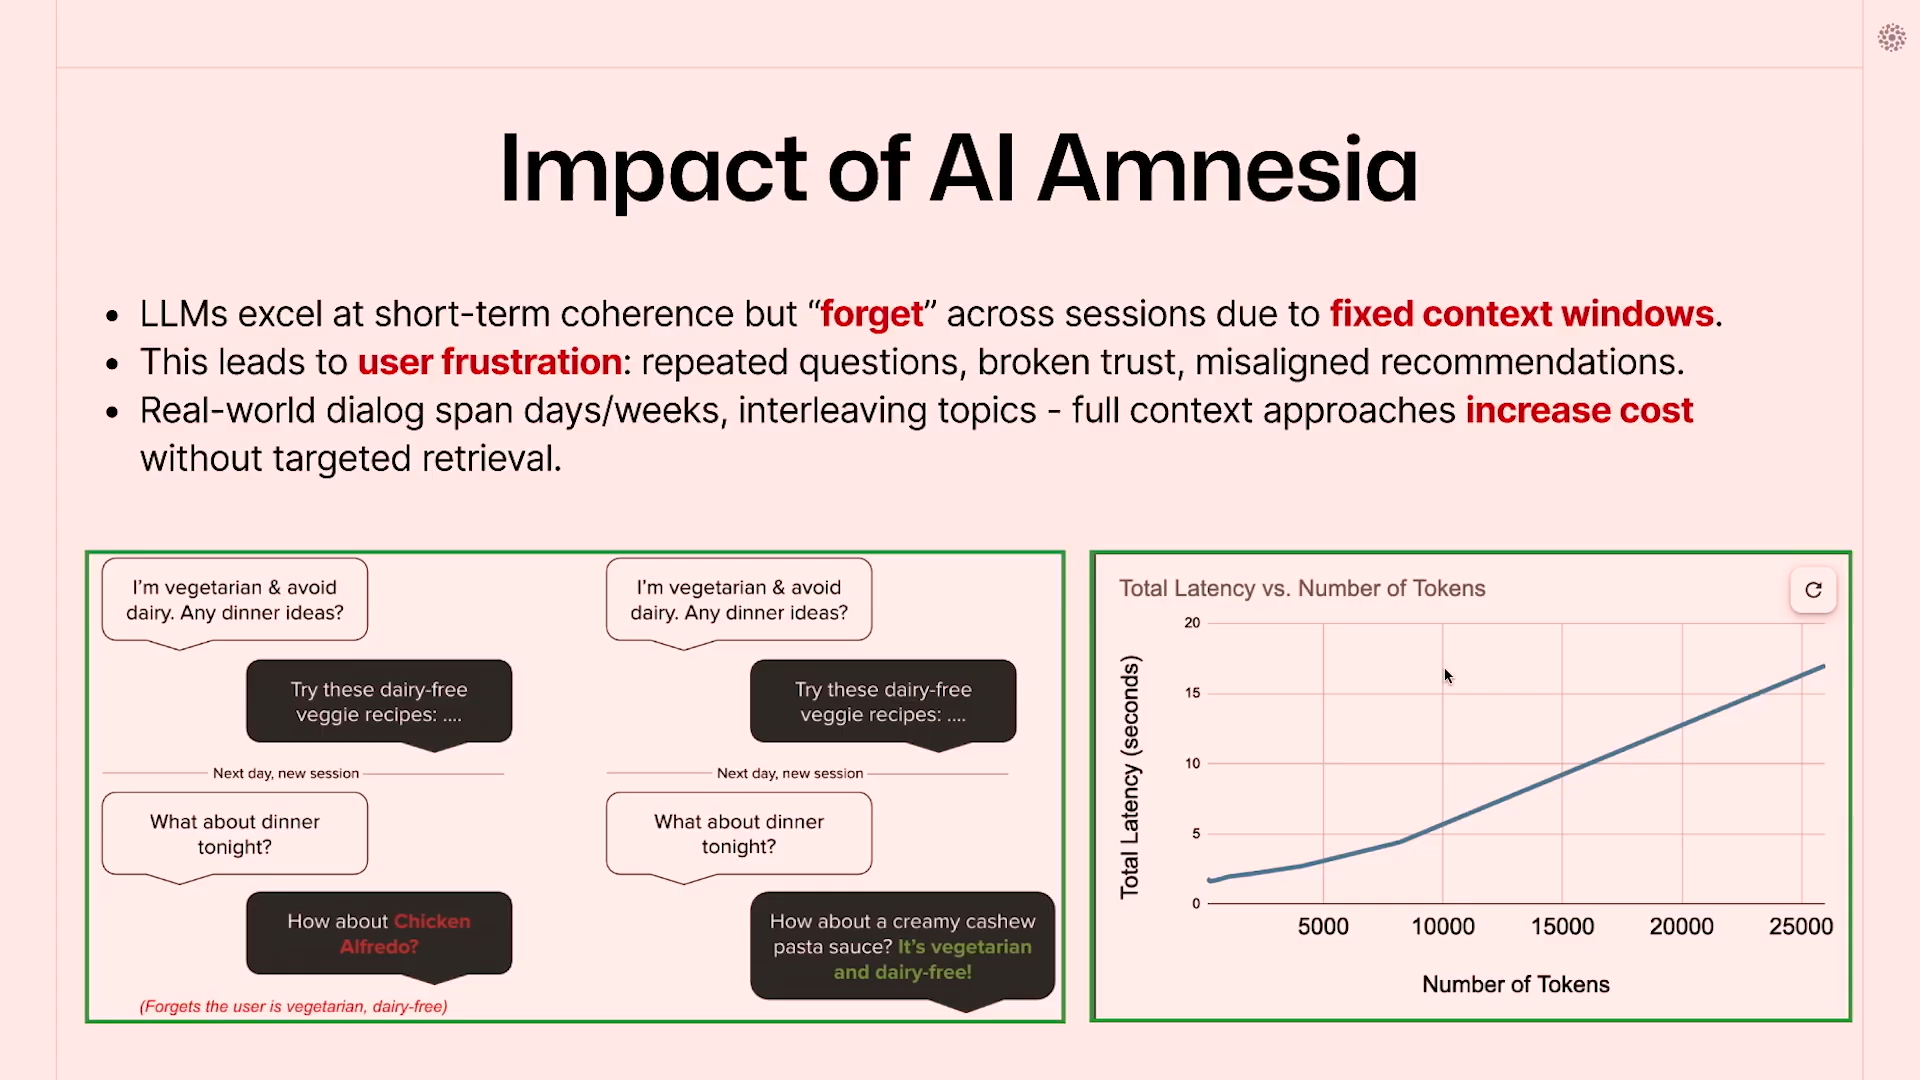 Impact of AI Amnesia
LLMs excel at short-term coherence but “forget” across sessions due to fixed context windows.
This leads to user frustration: repeated questions, broken trust, misaligned recommendations.
Real-world dialog span days/weeks, interleaving topics - full context approaches increase cost
without targeted retrieval.
I'm vegetarian & avoid
dairy. Any dinner ideas?
Try these dairy-free
veggie recipes: ....
Next day, new session
What about dinner
tonight?
How about Chicken
Alfredo?
(Forgets the user is vegetarian, dairy-free)
I'm vegetarian & avoid
dairy. Any dinner ideas?
Try these dairy-free
veggie recipes: ....
Next day, new session
What about dinner
tonight?
How about a creamy cashew
pasta sauce? It's vegetarian
and dairy-free!
Total Latency vs. Number of Tokens
Total Latency (seconds)
20
15
10
5
0
5000 10000 15000 20000 25000
Number of Tokens